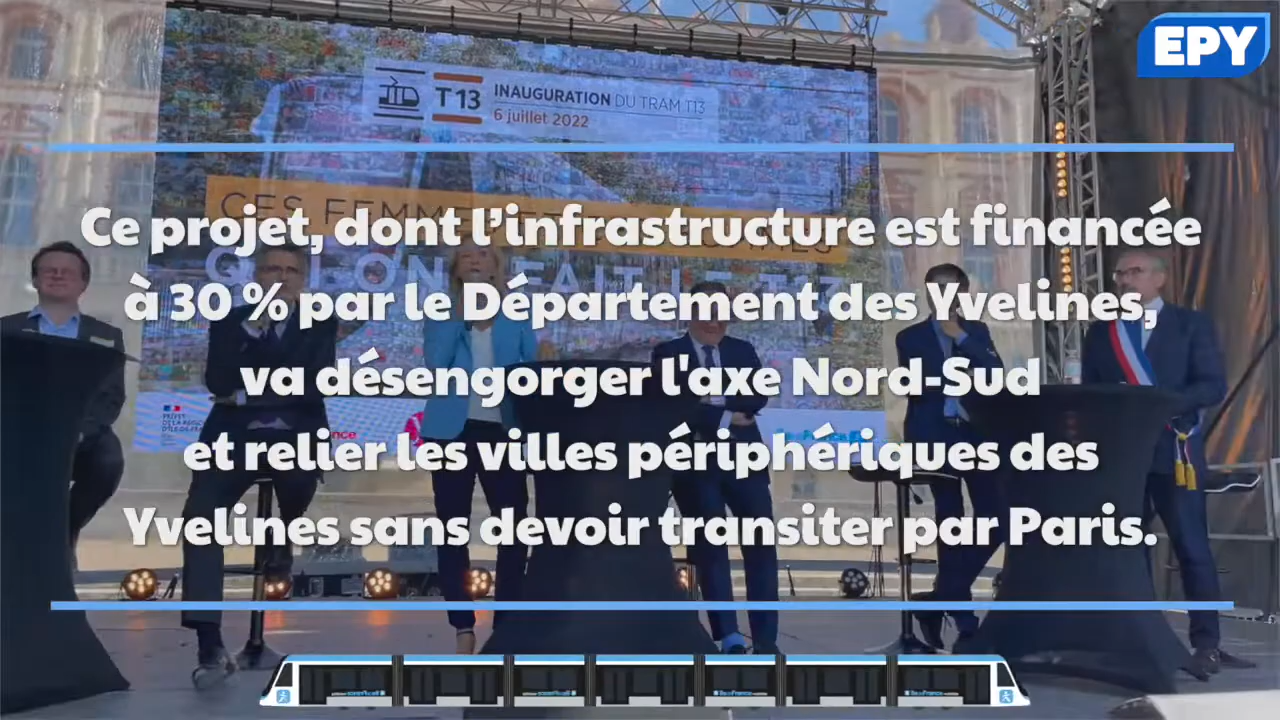 EPY
T 13
INAUGURATION DU TRAM T13
6 juillet 2022
Ce projet, dont l’infrastructure est financée
à 30 % par le Département des Yvelines,
va désengorger l'axe Nord-Sud
et relier les villes périphériques des
Yvelines sans devoir transiter par Paris.